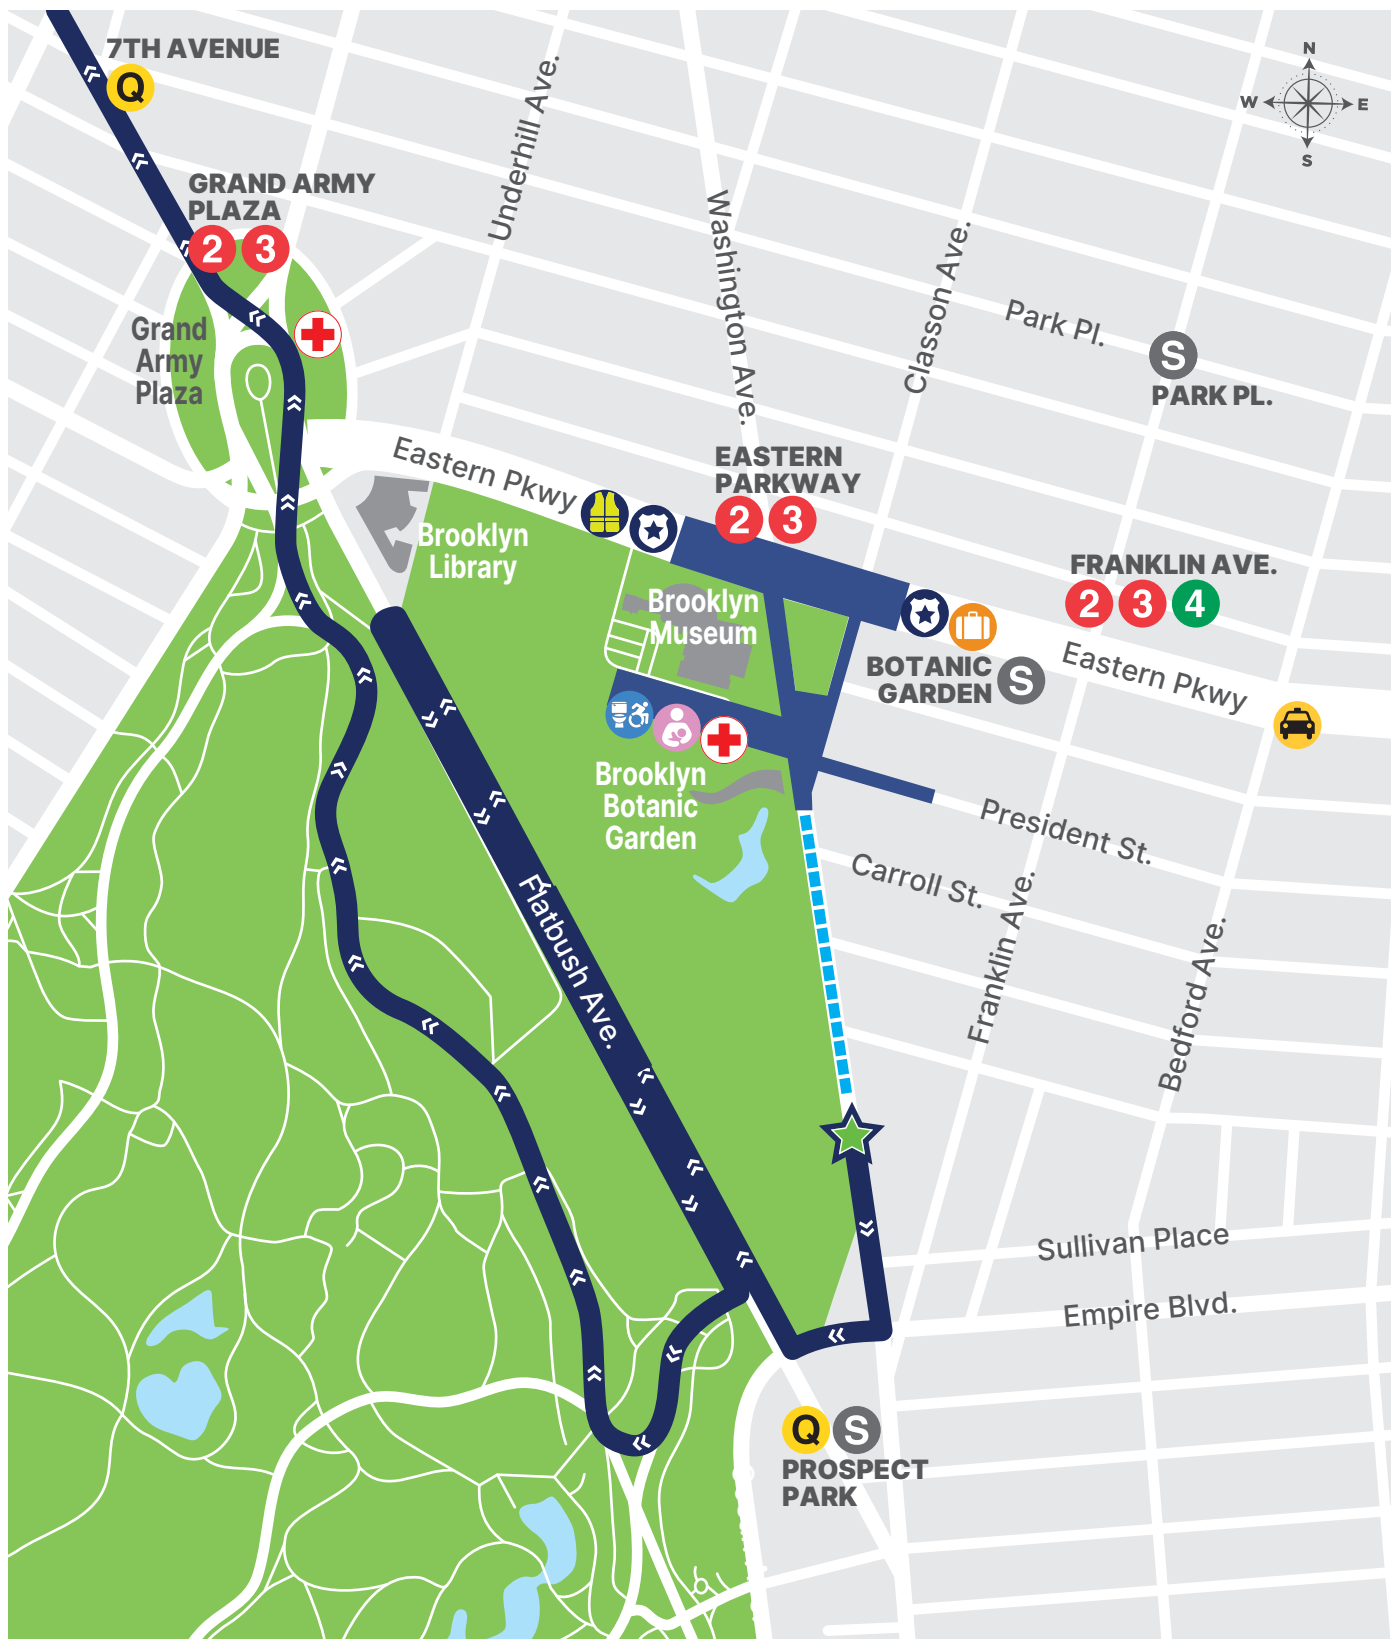 7TH AVENUE
Q
N
W
E
S
GRAND ARMY
PLAZA
2 3
Grand
Army
Plaza
Underhill Ave.
Washington Ave.
Classon Ave.
Park Pl.
S
PARK PL.
Eastern Pkwy
EASTERN
PARKWAY
2 3
Brooklyn
Library
Brooklyn
Museum
FRANKLIN AVE.
2 3 4
BOTANIC
GARDEN
S
Eastern Pkwy
Brooklyn
Botanic
Garden
President St.
Carroll St.
Flatbush Ave.
Franklin Ave.
Bedford Ave.
Sullivan Place
Empire Blvd.
Q S
PROSPECT
PARK